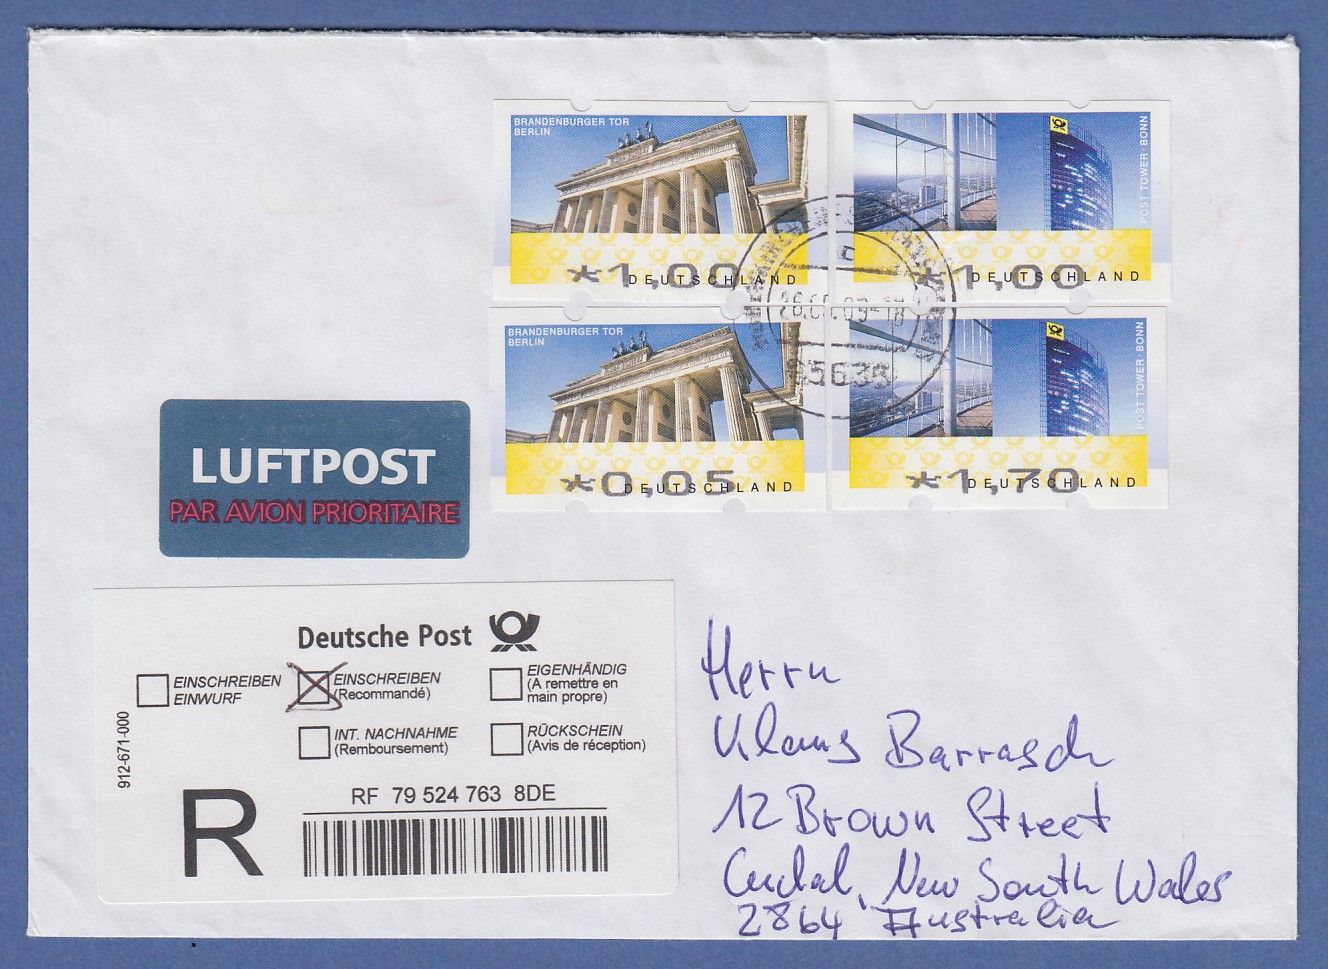 BRANDENBURGER TOR
BERLIN
*1,00
DEUTSCHLAND
POST TOWER · BONN
*1,00
DEUTSCHLAND
BRANDENBURGER TOR
BERLIN
*0,05
DEUTSCHLAND
POST TOWER · BONN
*1,70
DEUTSCHLAND
LUFTPOST
PAR AVION PRIORITAIRE
Deutsche Post
EINSCHREIBEN
EINWURF
EINSCHREIBEN
(Recommandé)
EIGENHÄNDIG
(A remettre en
main propre)
INT. NACHNAHME
(Remboursement)
RÜCKSCHEIN
(Avis de réception)
912-671-000
R
RF 79 524 763 8DE
Herrn
Klaus Barrasch
12 Brown Street
Cudal, New South Wales
2864, Australia